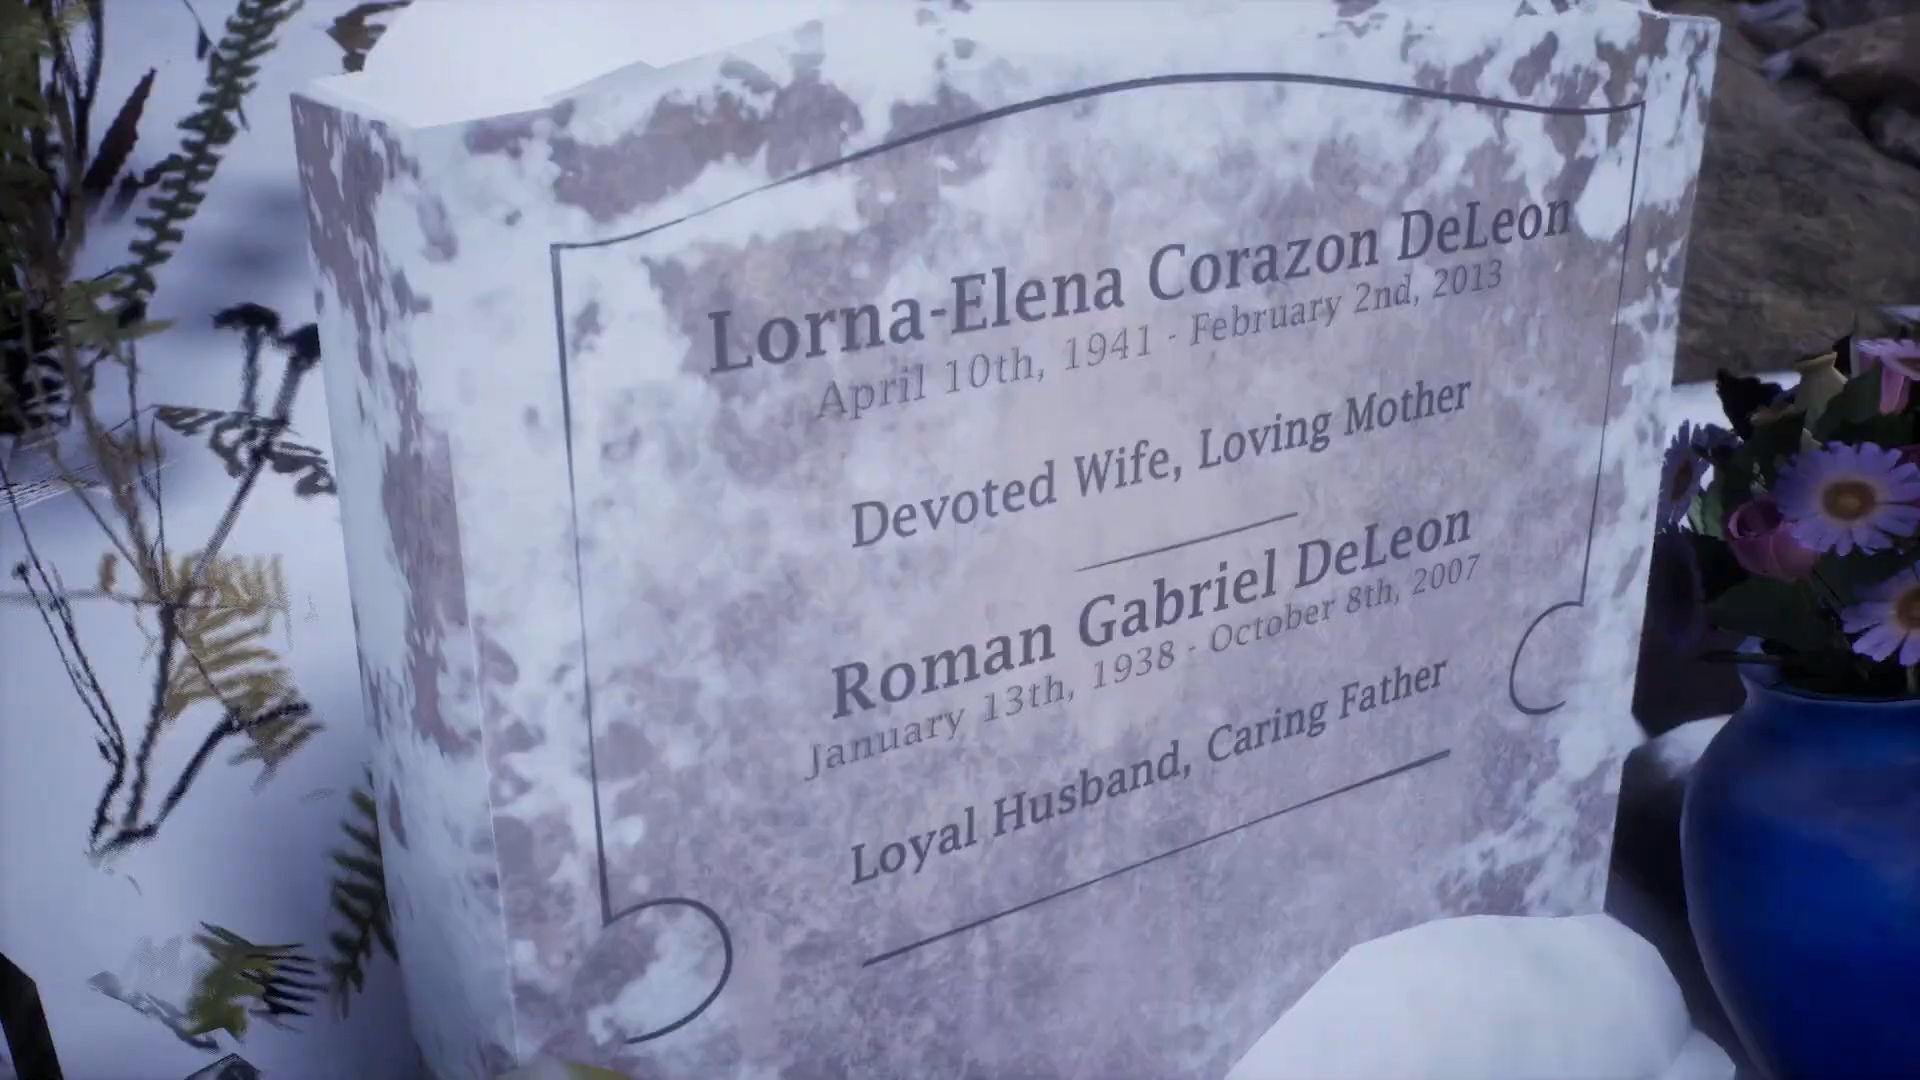 Lorna-Elena Corazon DeLeon
April 10th, 1941 - February 2nd, 2013
Devoted Wife, Loving Mother
Roman Gabriel DeLeon
January 13th, 1938 - October 8th, 2007
Loyal Husband, Caring Father